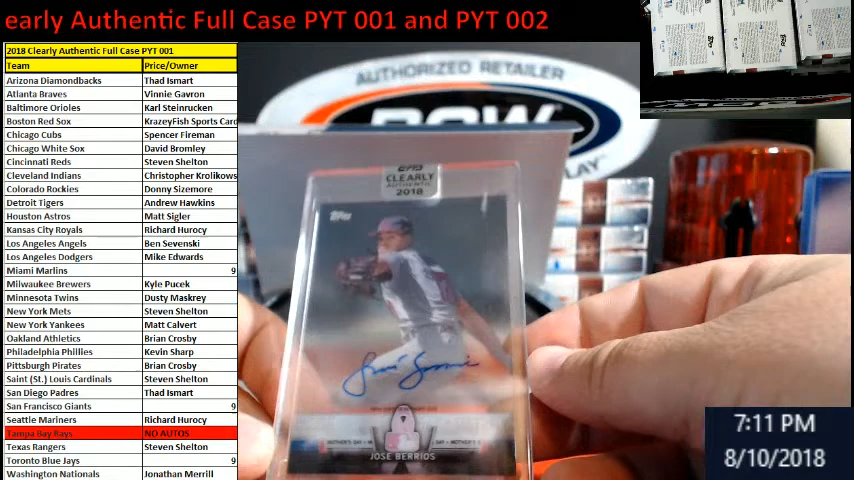 early Authentic Full Case PYT 001 and PYT 002
2018 Clearly Authentic Full Case PYT 001
Team Price/Owner
Arizona Diamondbacks Thad Ismart
Atlanta Braves Vinnie Gavron
Baltimore Orioles Karl Steinrucken
Boston Red Sox KrazeyFish Sports Card
Chicago Cubs Spencer Fireman
Chicago White Sox David Bromley
Cincinnati Reds Steven Shelton
Cleveland Indians Christopher Krolikows
Colorado Rockies Donny Sizemore
Detroit Tigers Andrew Hawkins
Houston Astros Matt Sigler
Kansas City Royals Richard Hurocy
Los Angeles Angels Ben Sevenski
Los Angeles Dodgers Mike Edwards
Miami Marlins 9
Milwaukee Brewers Kyle Pucek
Minnesota Twins Dusty Maskrey
New York Mets Steven Shelton
New York Yankees Matt Calvert
Oakland Athletics Brian Crosby
Philadelphia Phillies Kevin Sharp
Pittsburgh Pirates Brian Crosby
Saint (St.) Louis Cardinals Steven Shelton
San Diego Padres Thad Ismart
San Francisco Giants 9
Seattle Mariners Richard Hurocy
Tampa Bay Rays NO AUTOS
Texas Rangers Steven Shelton
Toronto Blue Jays 9
Washington Nationals Jonathan Merrill
AUTHORIZED RETAILER
BCW
LAY
TOPPS
CLEARLY
AUTHENTIC
2018
Topps
JOSE BERRIOS
7:11 PM
8/10/2018